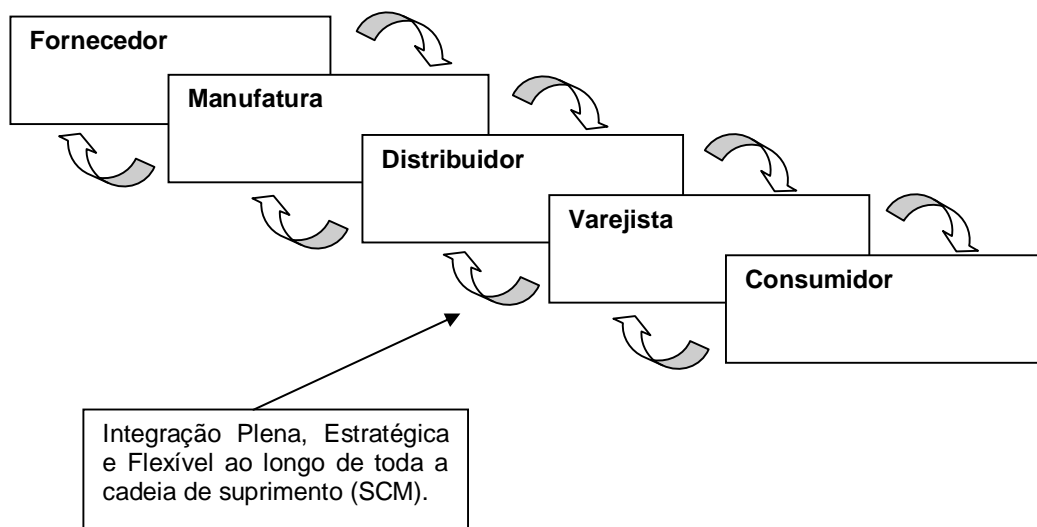 Fornecedor
Manufatura
Distribuidor
Varejista
Consumidor
Integração Plena, Estratégica
e Flexível ao longo de toda a
cadeia de suprimento (SCM).